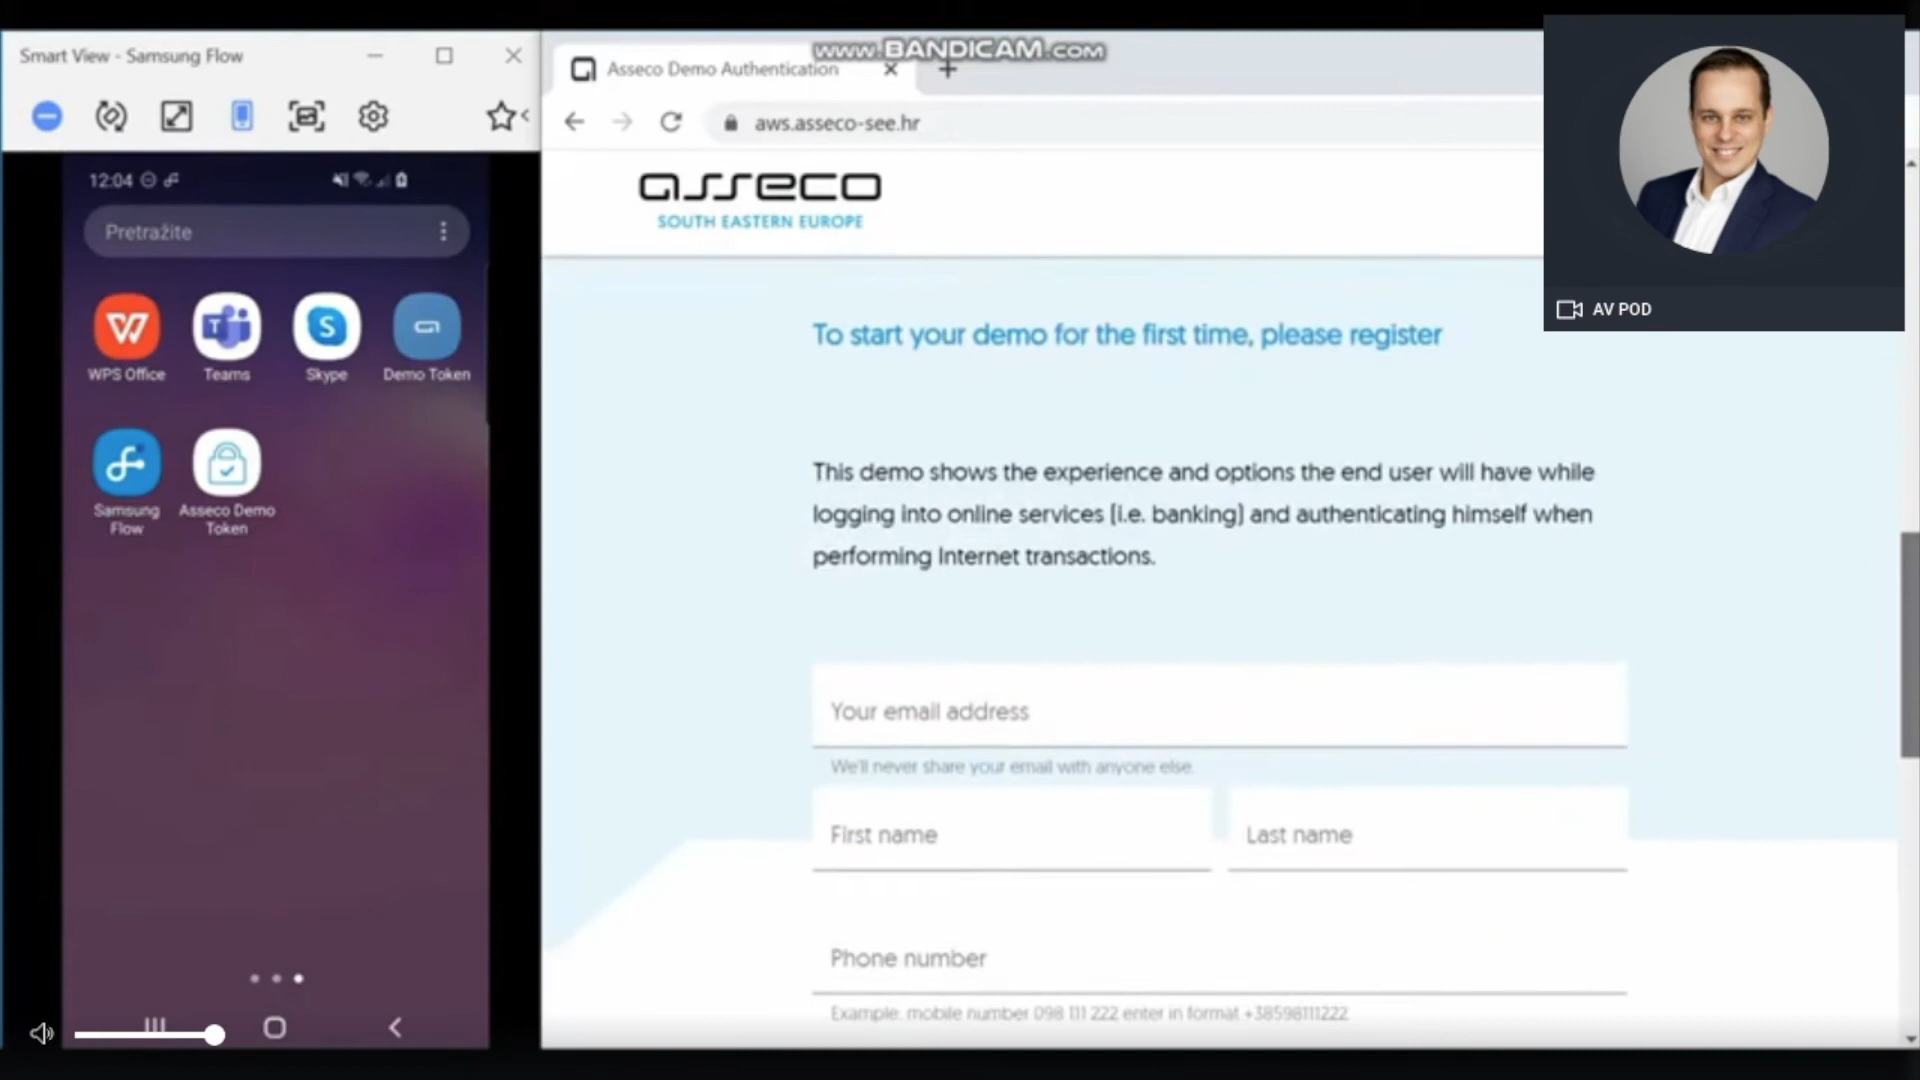 Smart View - Samsung Flow
12:04
Pretražite
WPS Office
Teams
Skype
Demo Token
Samsung
Flow
Asseco Demo
Token
www.BANDICAM.com
Asseco Demo Authentication
aws.asseco-see.hr
asseco
SOUTH EASTERN EUROPE
To start your demo for the first time, please register
This demo shows the experience and options the end user will have while
logging into online services (i.e. banking) and authenticating himself when
performing Internet transactions.
Your email address
We'll never share your email with anyone else.
First name
Last name
Phone number
Example: mobile number 098 111 222 enter in format +38598111222
AV POD